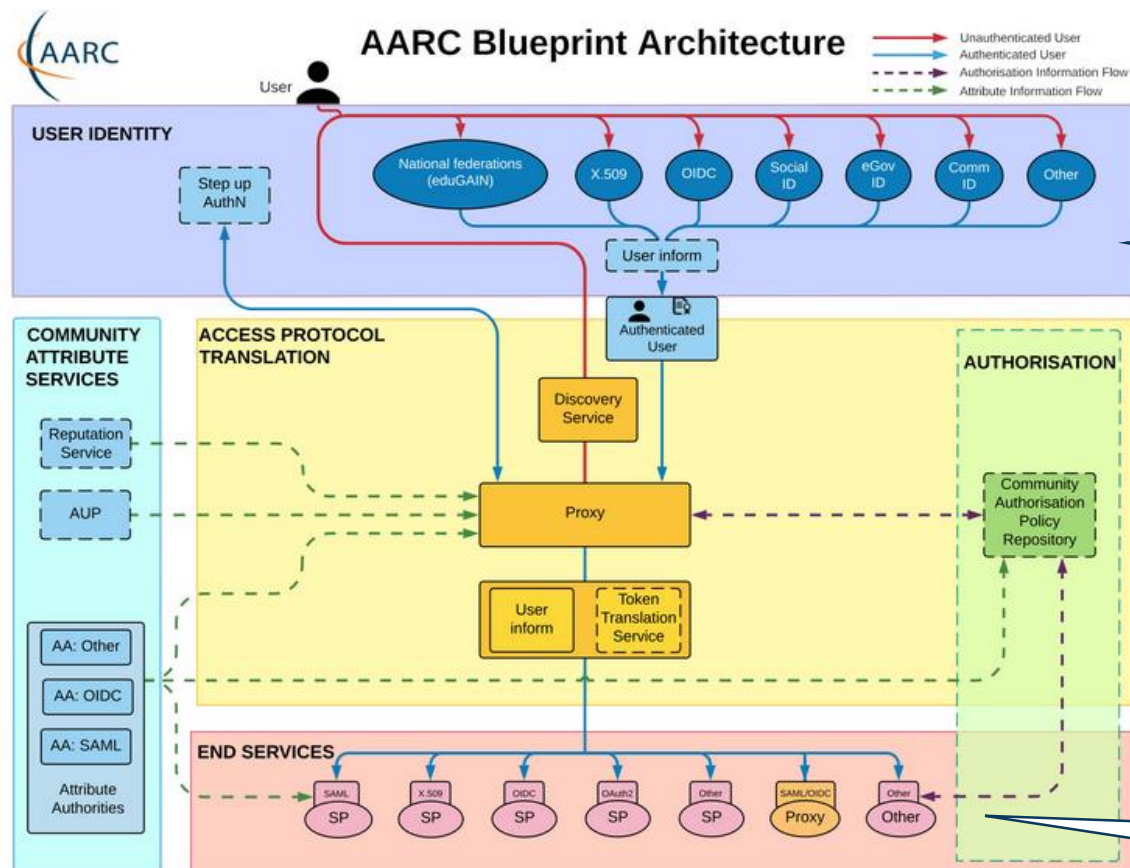 AARC
AARC Blueprint Architecture
Unauthenticated User
Authenticated User
Authorisation Information Flow
Attribute Information Flow
User
USER IDENTITY
Step up
AuthN
National federations
(eduGAIN)
X.509
OIDC
Social
ID
eGov
ID
Comm
ID
Other
User inform
Authenticated
User
COMMUNITY
ATTRIBUTE
SERVICES
Reputation
Service
AUP
AA: Other
AA: OIDC
AA: SAML
Attribute
Authorities
ACCESS PROTOCOL
TRANSLATION
Discovery
Service
Proxy
User
inform
Token
Translation
Service
AUTHORISATION
Community
Authorisation
Policy
Repository
END SERVICES
SAML
SP
X.509
SP
OIDC
SP
OAuth2
SP
Other
SP
SAML/OIDC
Proxy
Other
Other